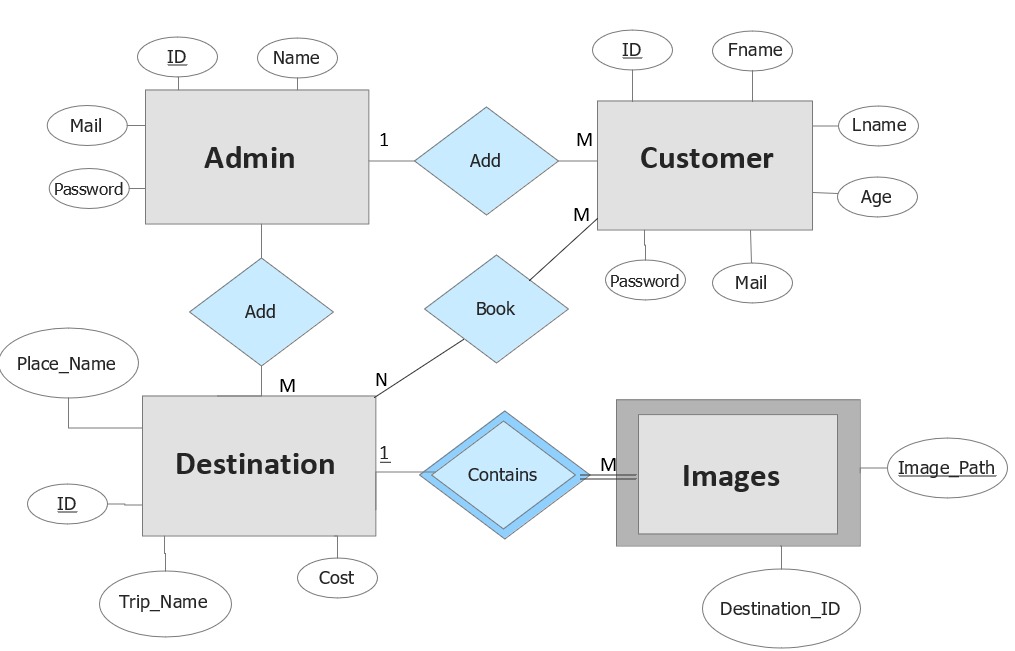 ID
Name
ID
Fname
Mail
Admin
1
Add
M
Customer
Lname
Password
Age
M
Password
Mail
Add
Book
Place_Name
M
N
Destination
1
Contains
M
Images
Image_Path
ID
Trip_Name
Cost
Destination_ID